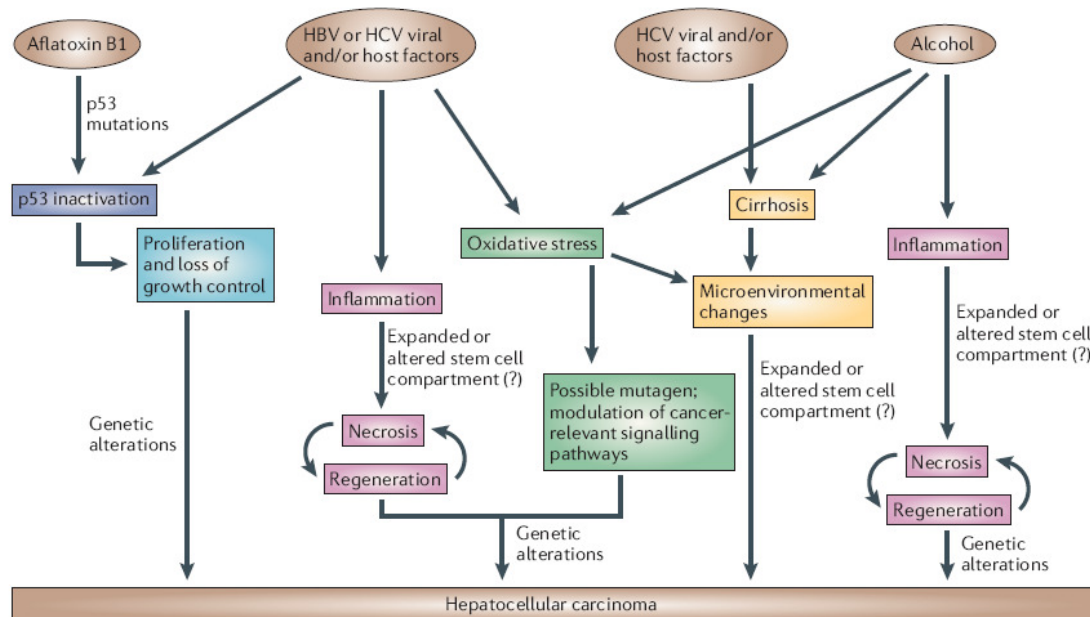 Aflatoxin B1
HBV or HCV viral
and/or host factors
HCV viral and/or
host factors
Alcohol
p53
mutations
p53 inactivation
Proliferation
and loss of
growth control
Oxidative stress
Cirrhosis
Inflammation
Inflammation
Microenvironmental
changes
Expanded or
altered stem cell
compartment (?)
Expanded or
altered stem cell
compartment (?)
Expanded or
altered stem cell
compartment (?)
Possible mutagen;
modulation of cancer-
relevant signalling
pathways
Genetic
alterations
Necrosis
Regeneration
Necrosis
Regeneration
Genetic
alterations
Genetic
alterations
Hepatocellular carcinoma